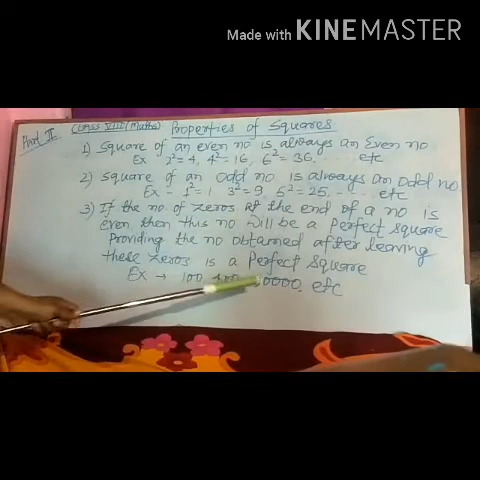 Made with KINEMASTER
Part II
Class VIII (Maths) Properties of Squares
1) Square of an even no is always an Even no
Ex 2² = 4, 4² = 16, 6² = 36. . . . etc
2) Square of an odd no is always an odd no
Ex - 1² = 1 3² = 9, 5² = 25. . . . . etc
3) If the no of zeros at the end of a no is
even then this no will be a Perfect Square
Providing the no obtained after leaving
these zeros is a Perfect Square
Ex → 100, 0000. etc